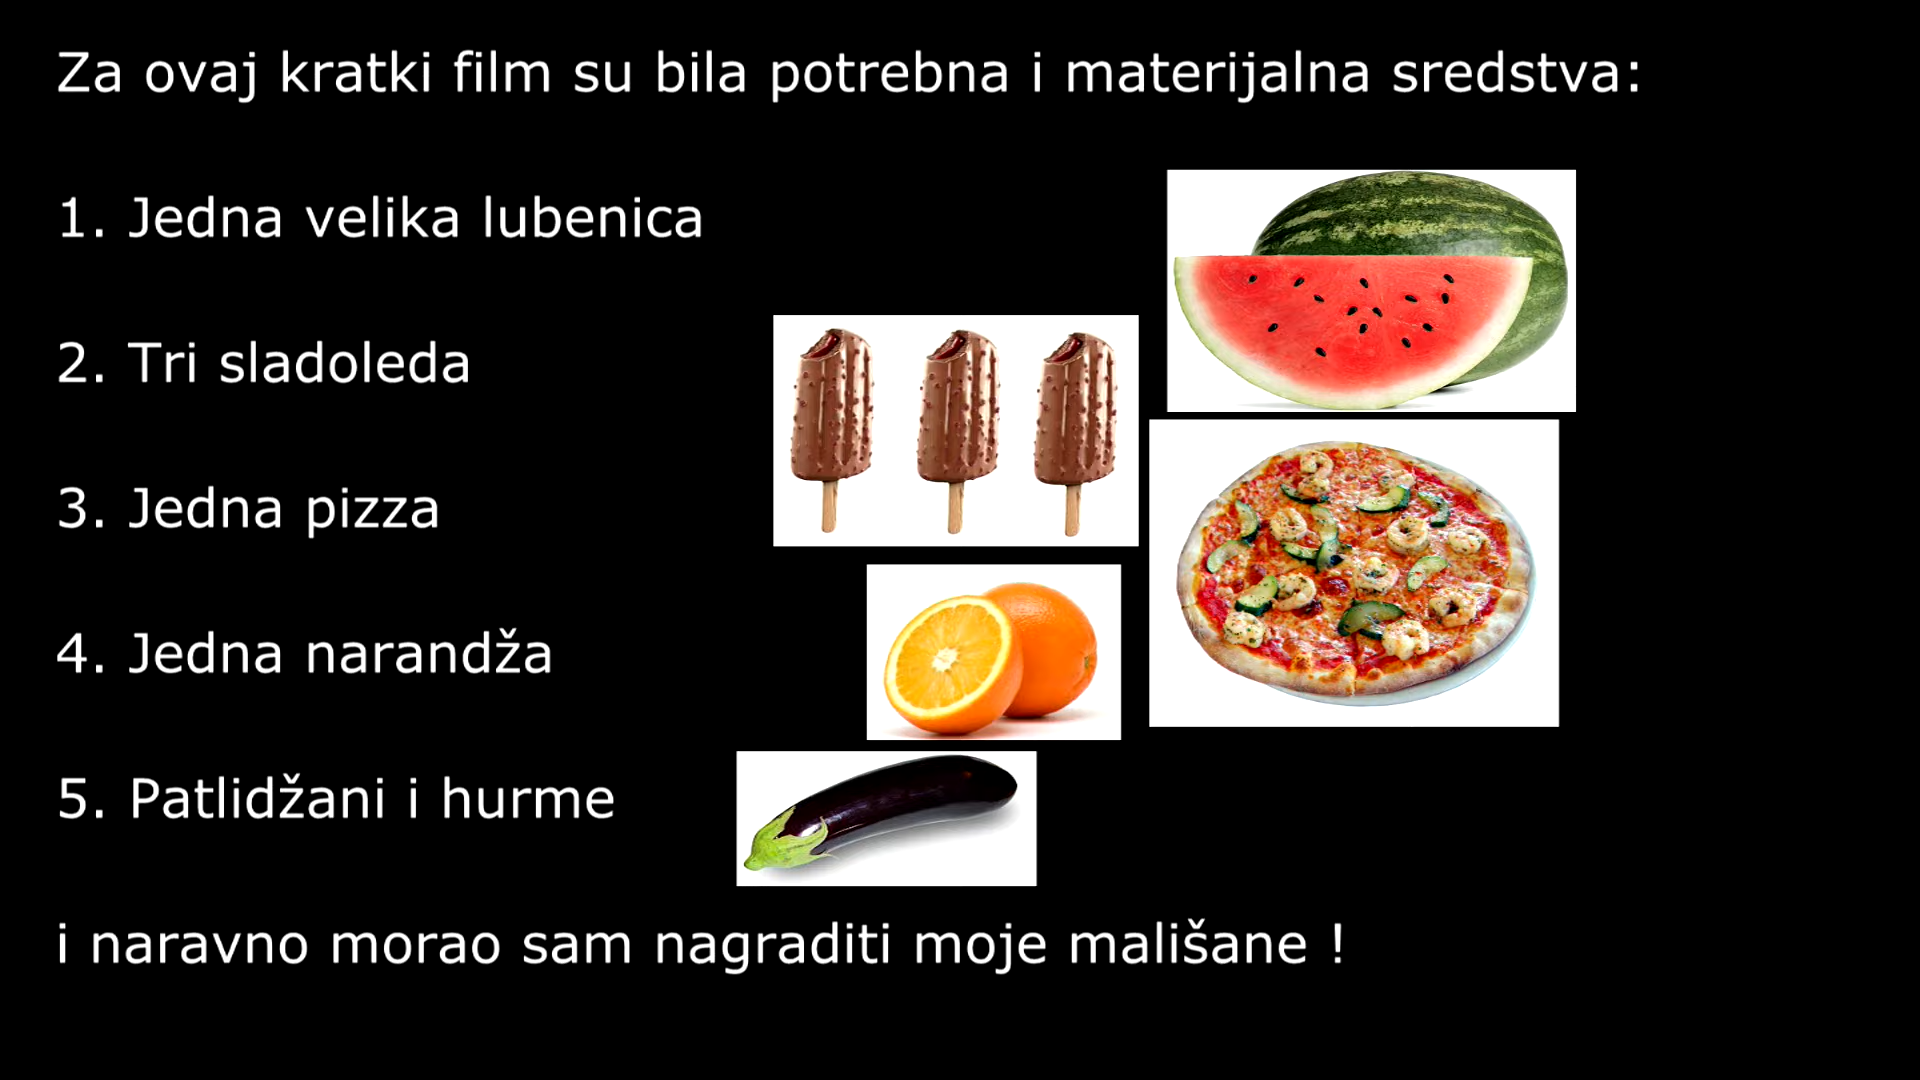 Za ovaj kratki film su bila potrebna i materijalna sredstva:
1. Jedna velika lubenica
2. Tri sladoleda
3. Jedna pizza
4. Jedna narandža
5. Patlidžani i hurme
i naravno morao sam nagraditi moje mališane !